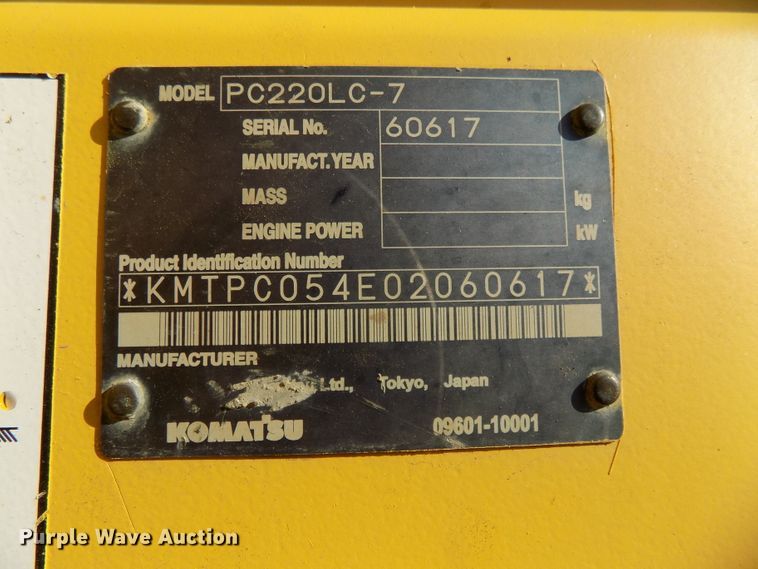 MODEL PC220LC-7
SERIAL No. 60617
MANUFACT.YEAR
MASS kg
ENGINE POWER kW
Product Identification Number
*KMTPC054E02060617*
MANUFACTURER
Ltd., Tokyo, Japan
KOMATSU 09601-10001
Purple Wave Auction